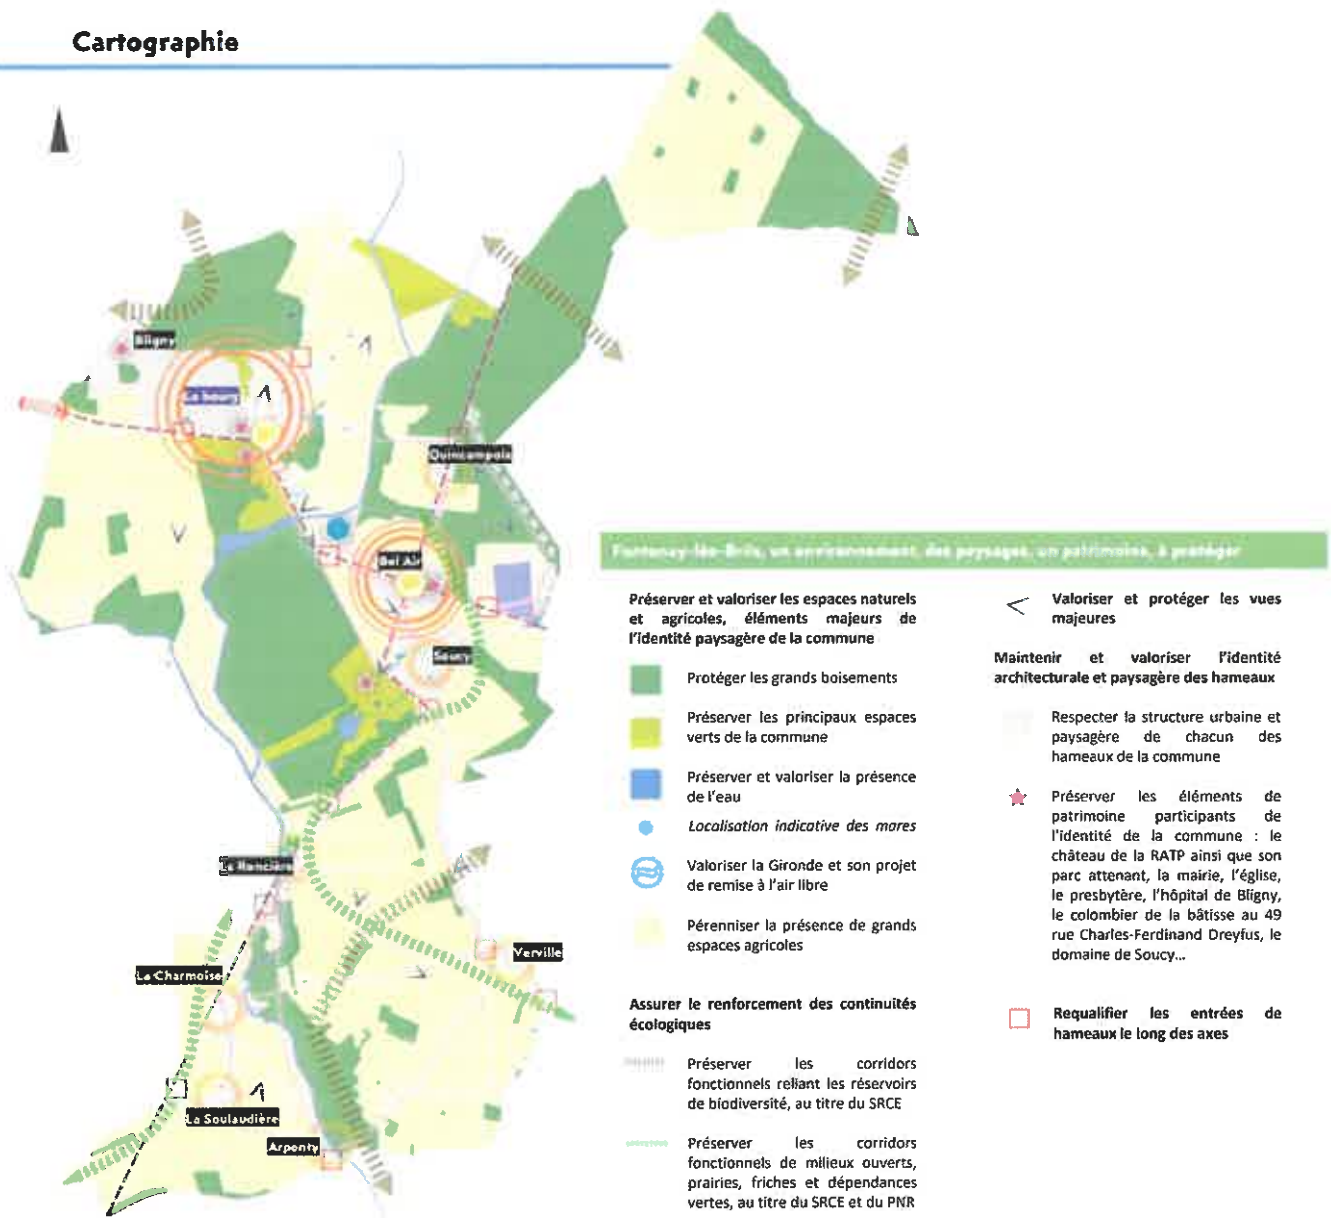 Cartographie
Bligny
Le bourg
Quincampoix
Bel Air
Soucy
La Roncière
La Charmoise
Verville
La Soulaudière
Arpenty
Fontenay-lès-Briis, un environnement, des paysages, un patrimoine, à protéger
Préserver et valoriser les espaces naturels
et agricoles, éléments majeurs de
l'identité paysagère de la commune
Protéger les grands boisements
Préserver les principaux espaces
verts de la commune
Préserver et valoriser la présence
de l'eau
Localisation indicative des mares
Valoriser la Gironde et son projet
de remise à l'air libre
Pérenniser la présence de grands
espaces agricoles
Assurer le renforcement des continuités
écologiques
Préserver les corridors
fonctionnels reliant les réservoirs
de biodiversité, au titre du SRCE
Préserver les corridors
fonctionnels de milieux ouverts,
prairies, friches et dépendances
vertes, au titre du SRCE et du PNR
Valoriser et protéger les vues
majeures
Maintenir et valoriser l'identité
architecturale et paysagère des hameaux
Respecter la structure urbaine et
paysagère de chacun des
hameaux de la commune
Préserver les éléments de
patrimoine participants de
l'identité de la commune : le
château de la RATP ainsi que son
parc attenant, la mairie, l'église,
le presbytère, l'hôpital de Bligny,
le colombier de la bâtisse au 49
rue Charles-Ferdinand Dreyfus, le
domaine de Soucy...
Requalifier les entrées de
hameaux le long des axes